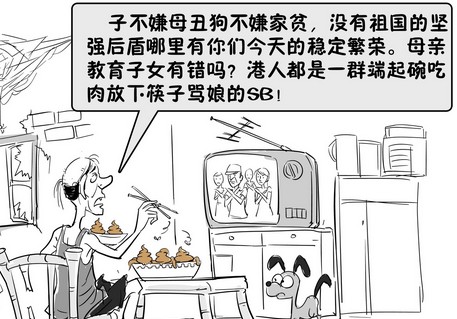 子不嫌母丑狗不嫌家贫，没有祖国的坚
强后盾哪里有你们今天的稳定繁荣。母亲
教育子女有错吗？港人都是一群端起碗吃
肉放下筷子骂娘的SB！